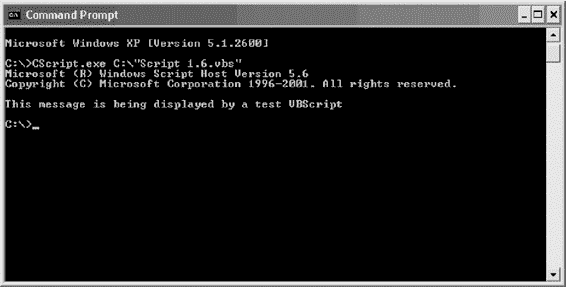 Command Prompt
Microsoft Windows XP [Version 5.1.2600]
C:\>CScript.exe C:\"Script 1.6.vbs"
Microsoft (R) Windows Script Host Version 5.6
Copyright (C) Microsoft Corporation 1996-2001. All rights reserved.
This message is being displayed by a test VBScript
C:\>_